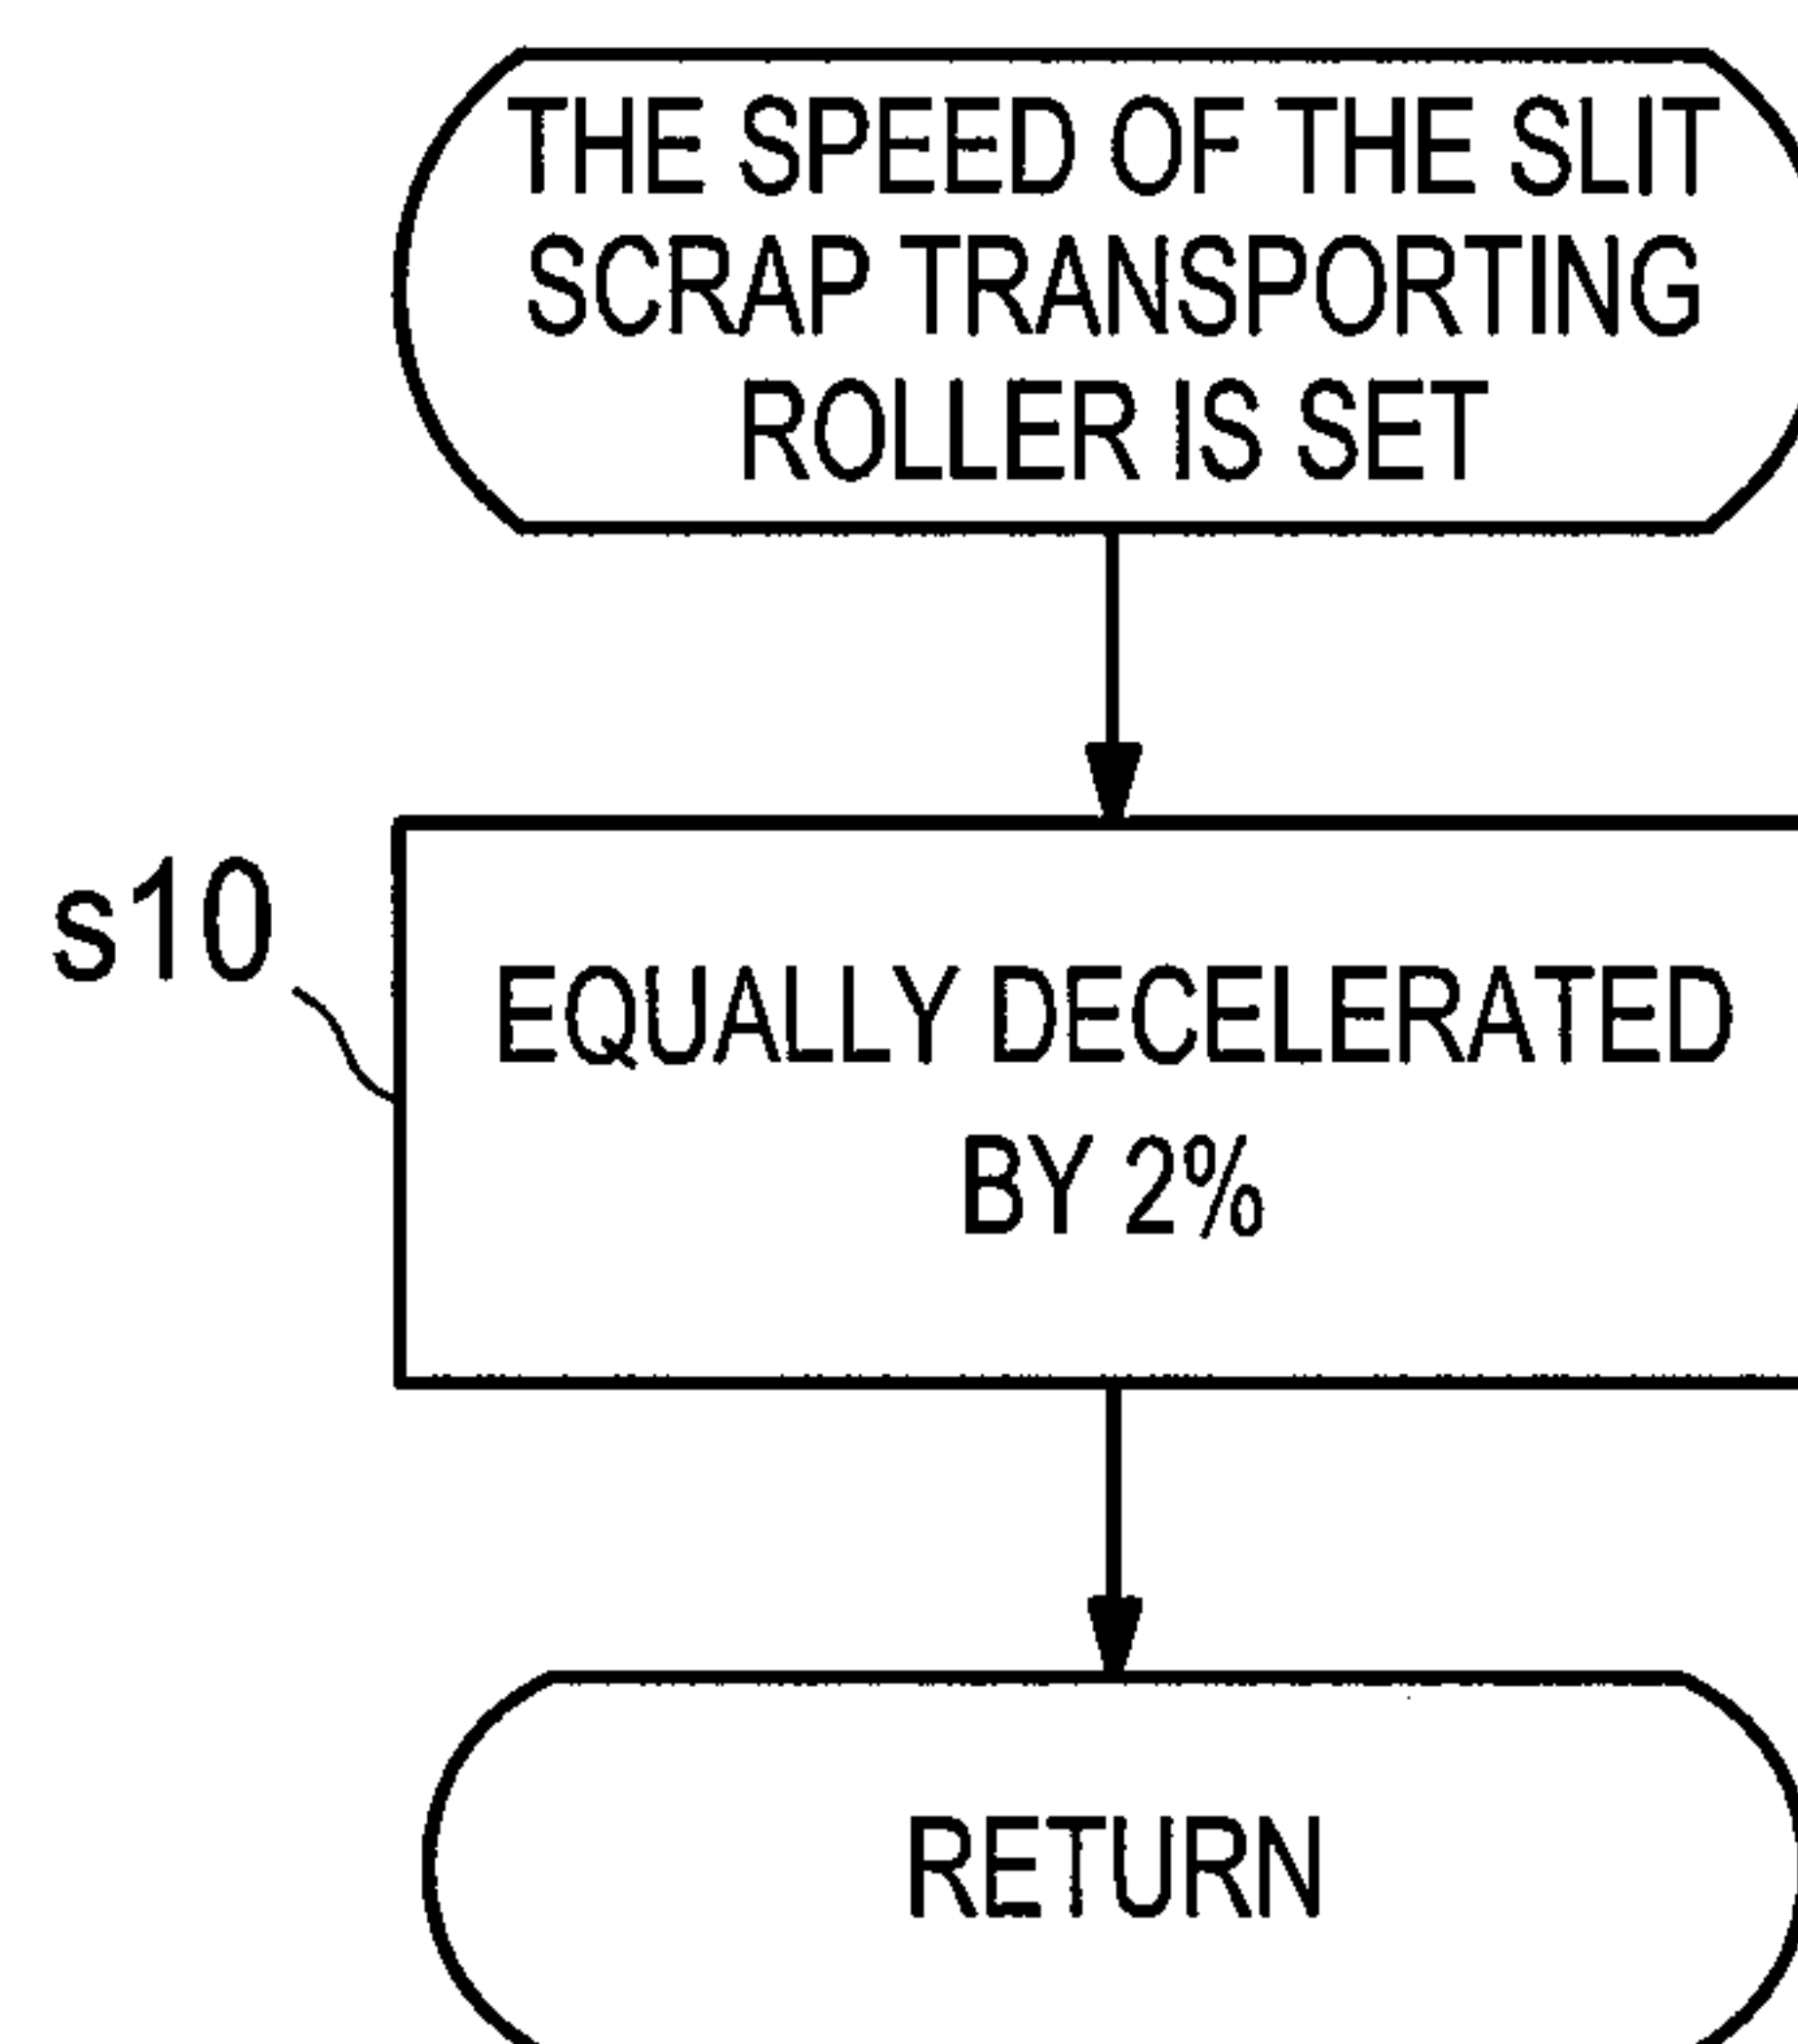 THE SPEED OF THE SLIT
SCRAP TRANSPORTING
ROLLER IS SET
s10
EQUALLY DECELERATED
BY 2%
RETURN